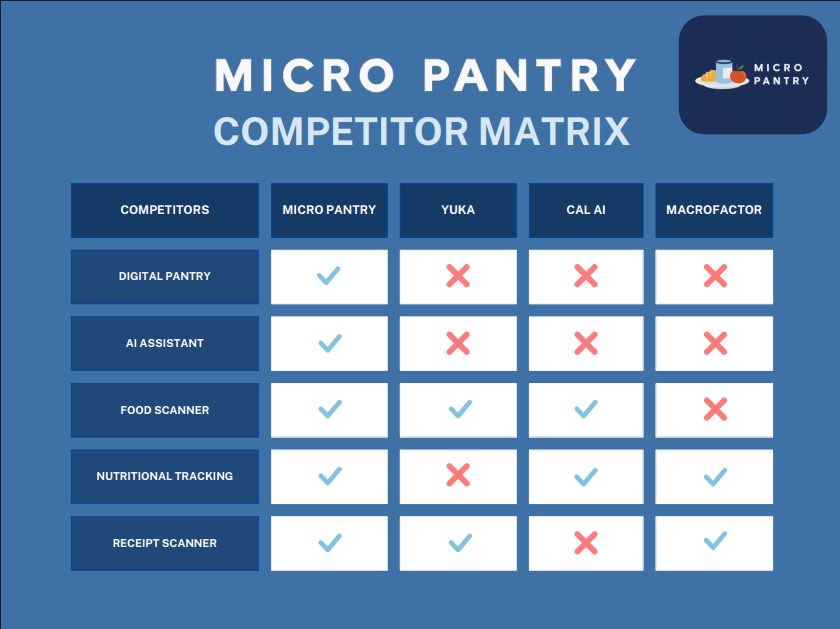 MICRO PANTRY
COMPETITOR MATRIX
MICRO
PANTRY
COMPETITORS MICRO PANTRY YUKA CAL AI MACROFACTOR
DIGITAL PANTRY
AI ASSISTANT
FOOD SCANNER
NUTRITIONAL TRACKING
RECEIPT SCANNER